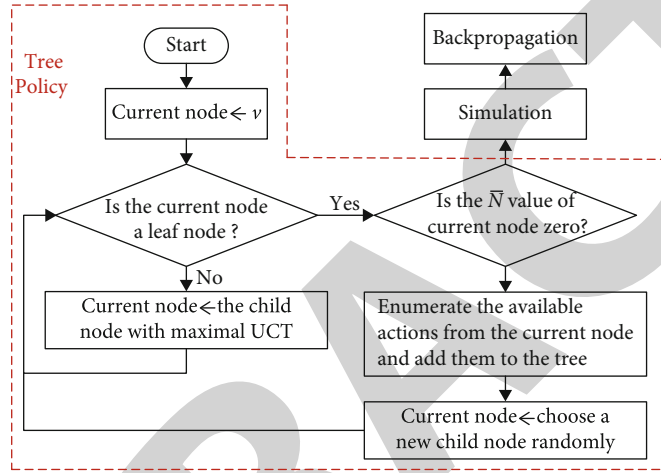 Start
Tree
Policy
Current node← v
Is the current node
a leaf node ?
Yes
No
Current node←the child
node with maximal UCT
Backpropagation
Simulation
Is the N̅ value of
current node zero?
Enumerate the available
actions from the current node
and add them to the tree
Current node←choose a
new child node randomly